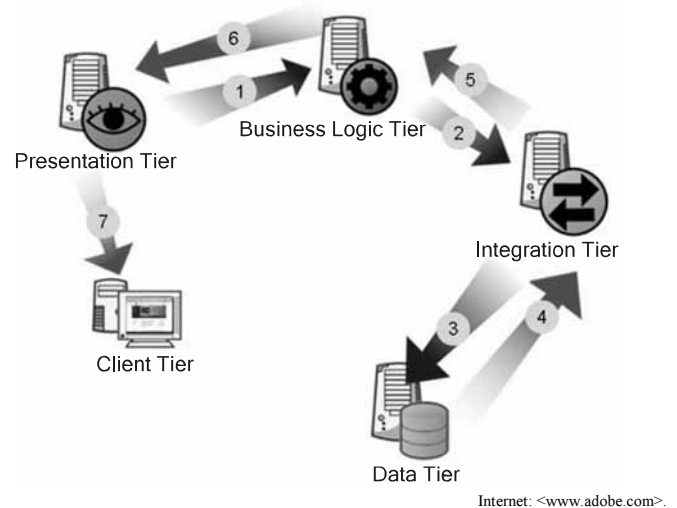 6
1
5
2
Business Logic Tier
Presentation Tier
7
Integration Tier
3
4
Client Tier
Data Tier
Internet: <www.adobe.com>.